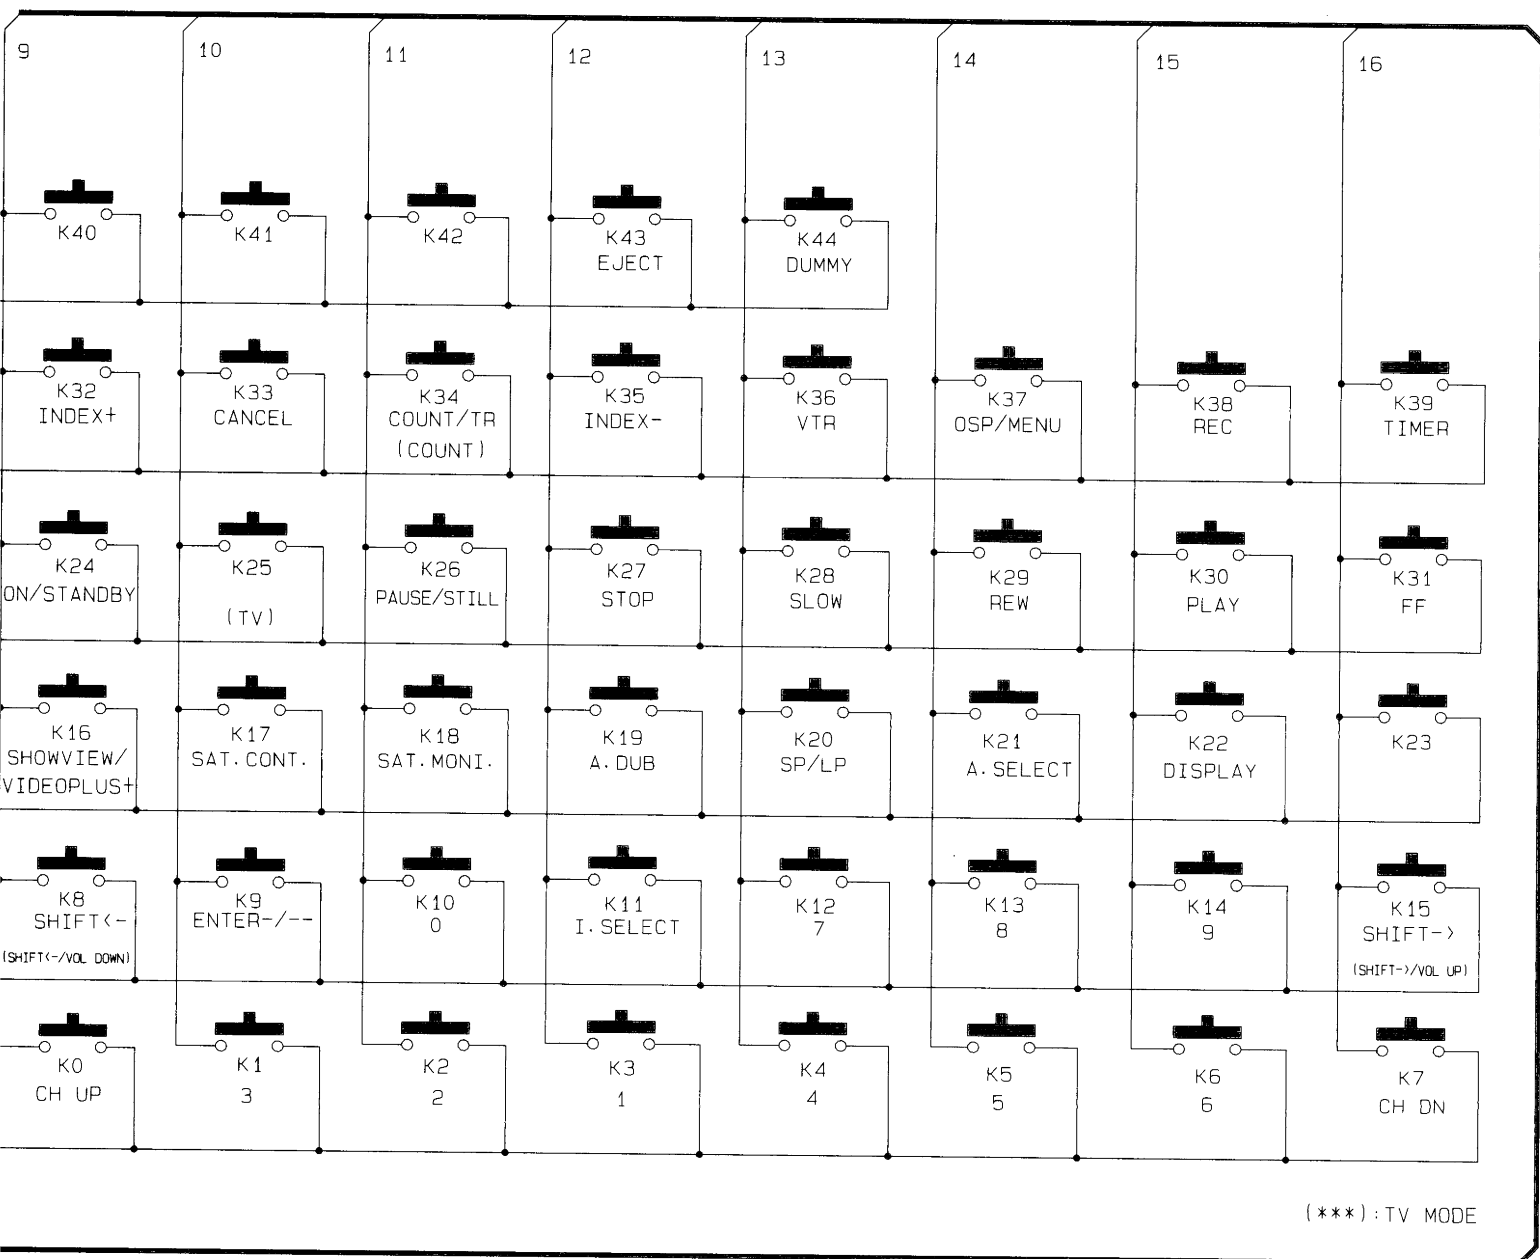 9 10 11 12 13 14 15 16
K40 K41 K42 K43 K44
EJECT DUMMY
K32 K33 K34 K35 K36 K37 K38 K39
INDEX+ CANCEL COUNT/TR INDEX- VTR OSP/MENU REC TIMER
(COUNT)
K24 K25 K26 K27 K28 K29 K30 K31
ON/STANDBY PAUSE/STILL STOP SLOW REW PLAY FF
(TV)
K16 K17 K18 K19 K20 K21 K22 K23
SHOWVIEW/ SAT.CONT. SAT.MONI. A.DUB SP/LP A.SELECT DISPLAY
VIDEOPLUS+
K8 K9 K10 K11 K12 K13 K14 K15
SHIFT<- ENTER-/-- 0 I.SELECT 7 8 9 SHIFT->
(SHIFT<-/VOL DOWN) (SHIFT->/VOL UP)
K0 K1 K2 K3 K4 K5 K6 K7
CH UP 3 2 1 4 5 6 CH DN
(***):TV MODE